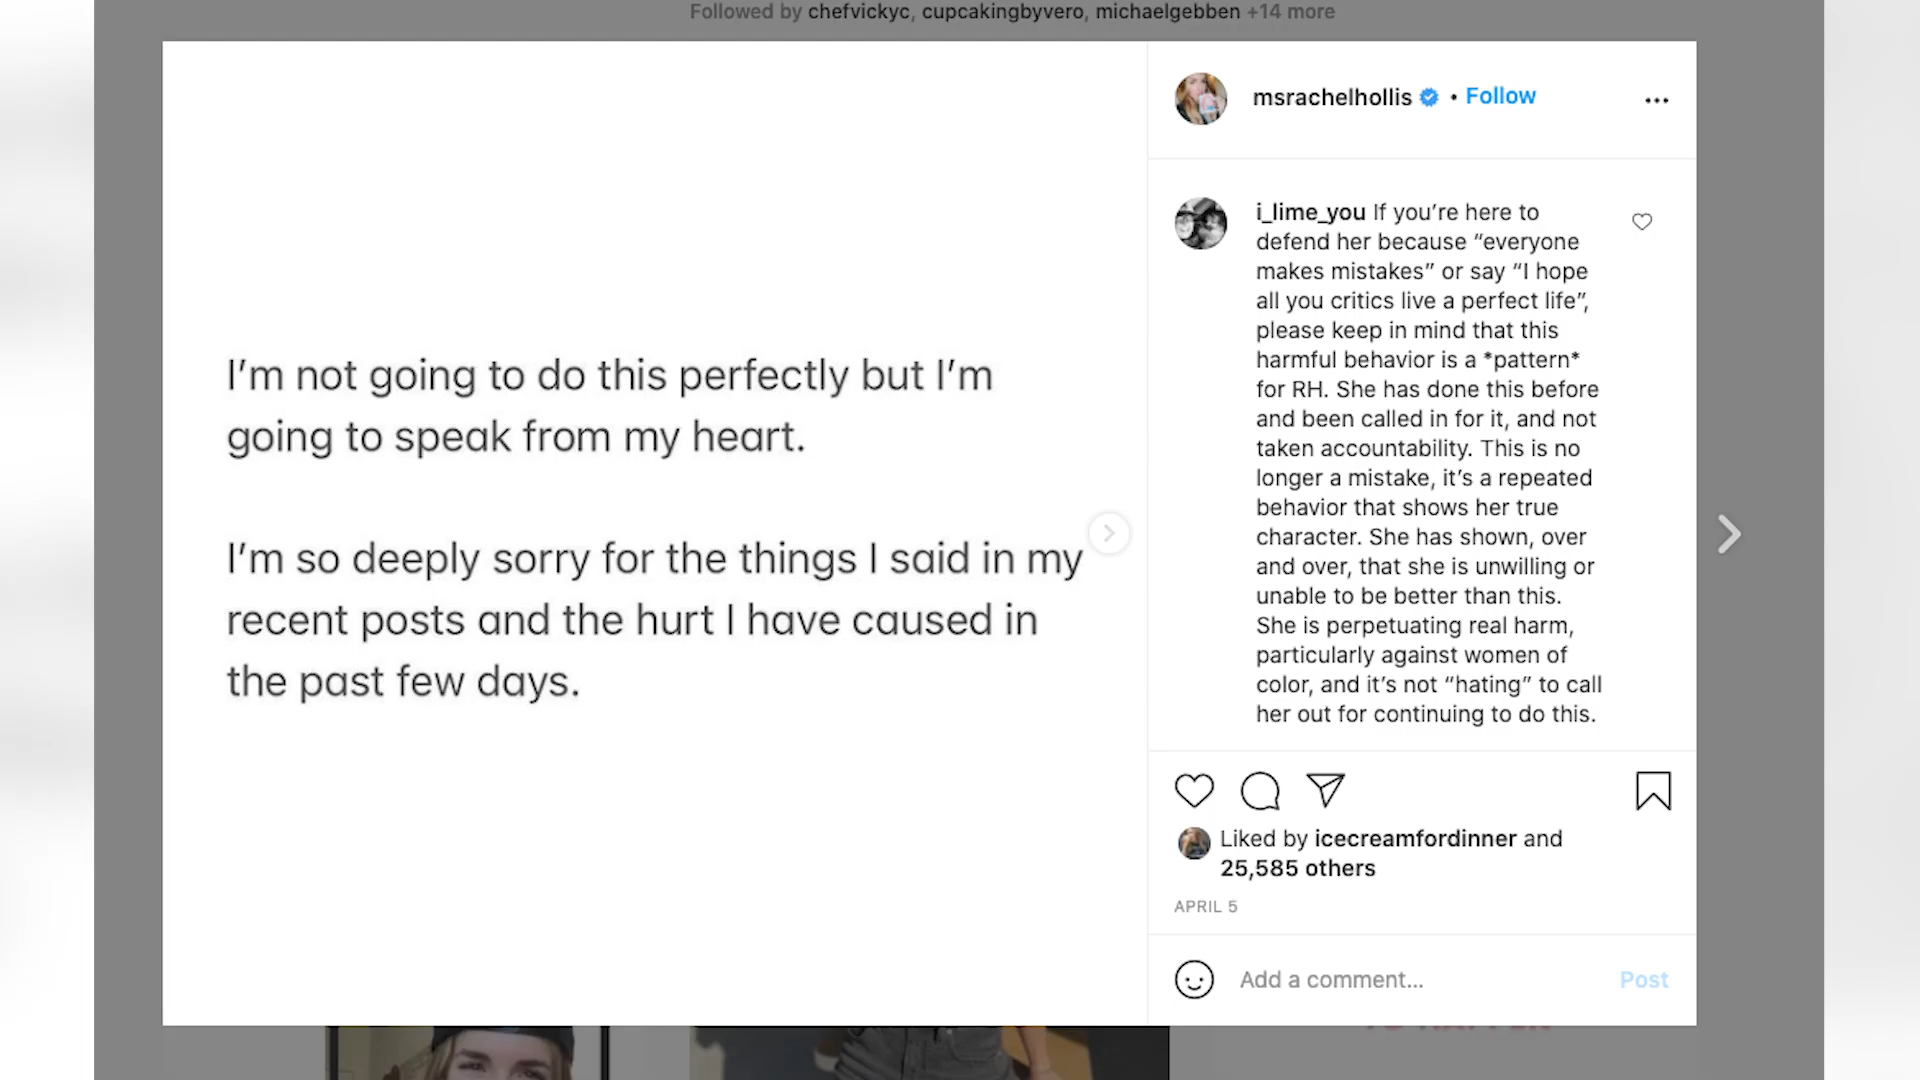 Followed by chefvickyc, cupcakingbyvero, michaelgebben +14 more
I'm not going to do this perfectly but I'm
going to speak from my heart.
I'm so deeply sorry for the things I said in my
recent posts and the hurt I have caused in
the past few days.
msrachelhollis • Follow
i_lime_you If you're here to
defend her because “everyone
makes mistakes” or say “I hope
all you critics live a perfect life”,
please keep in mind that this
harmful behavior is a *pattern*
for RH. She has done this before
and been called in for it, and not
taken accountability. This is no
longer a mistake, it's a repeated
behavior that shows her true
character. She has shown, over
and over, that she is unwilling or
unable to be better than this.
She is perpetuating real harm,
particularly against women of
color, and it's not “hating” to call
her out for continuing to do this.
Liked by icecreamfordinner and
25,585 others
APRIL 5
Add a comment...
Post